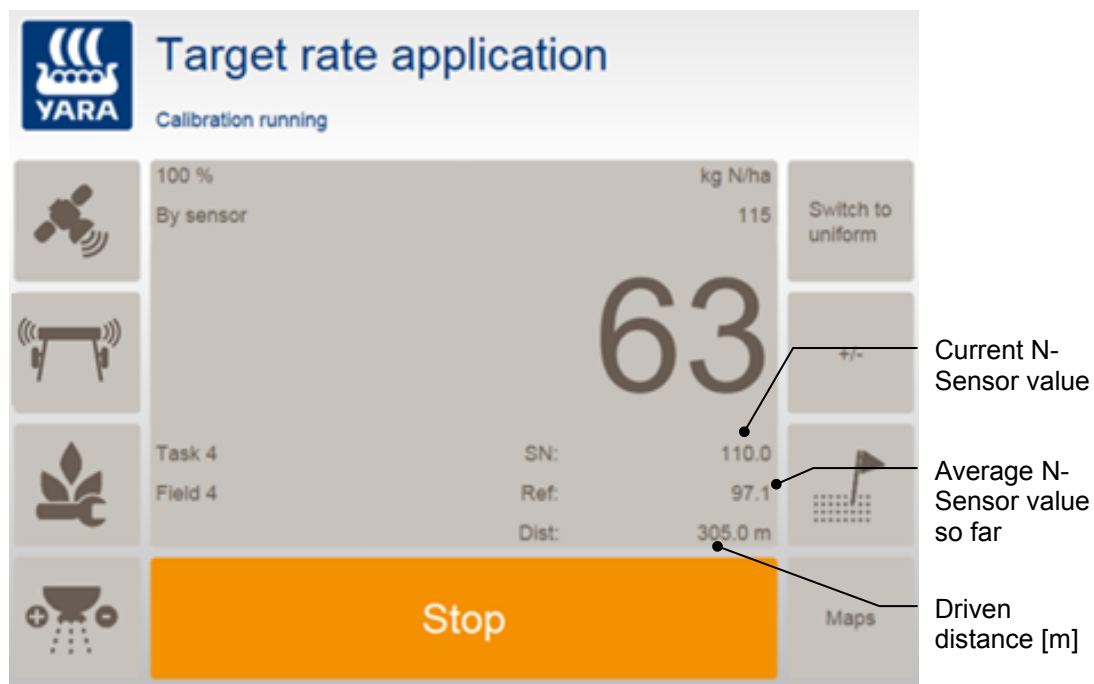 Target rate application
YARA
Calibration running
100 %
kg N/ha
By sensor
115
Switch to
uniform
63
+/-
Current N-
Sensor value
Task 4
SN:
110.0
Field 4
Ref:
97.1
Average N-
Sensor value
so far
Dist:
305.0 m
Stop
Maps
Driven
distance [m]